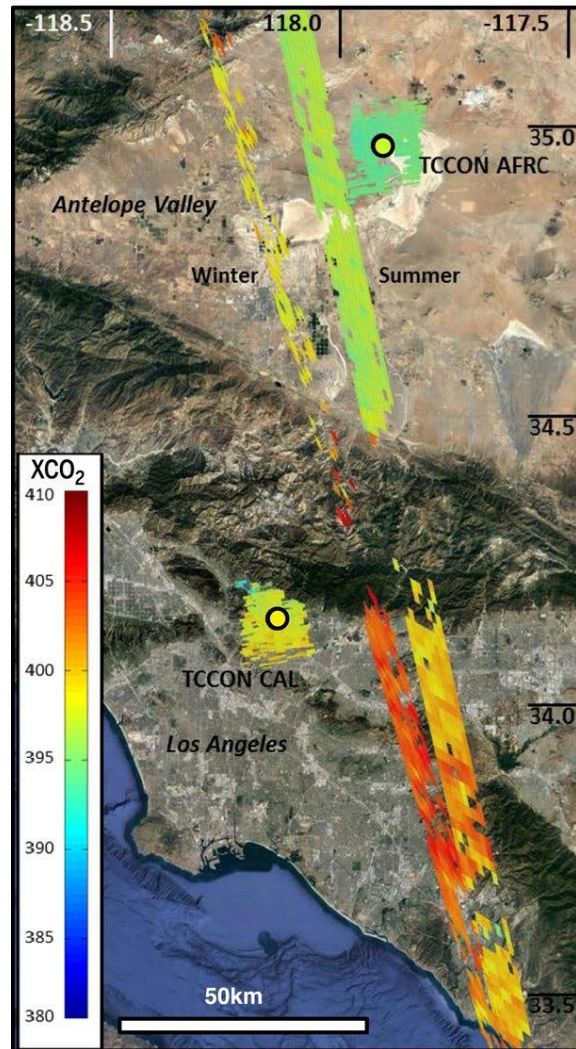 -118.5
118.0
-117.5
35.0
TCCON AFRC
Antelope Valley
Winter
Summer
34.5
XCO₂
410
405
400
395
390
385
380
TCCON CAL
34.0
Los Angeles
50km
33.5